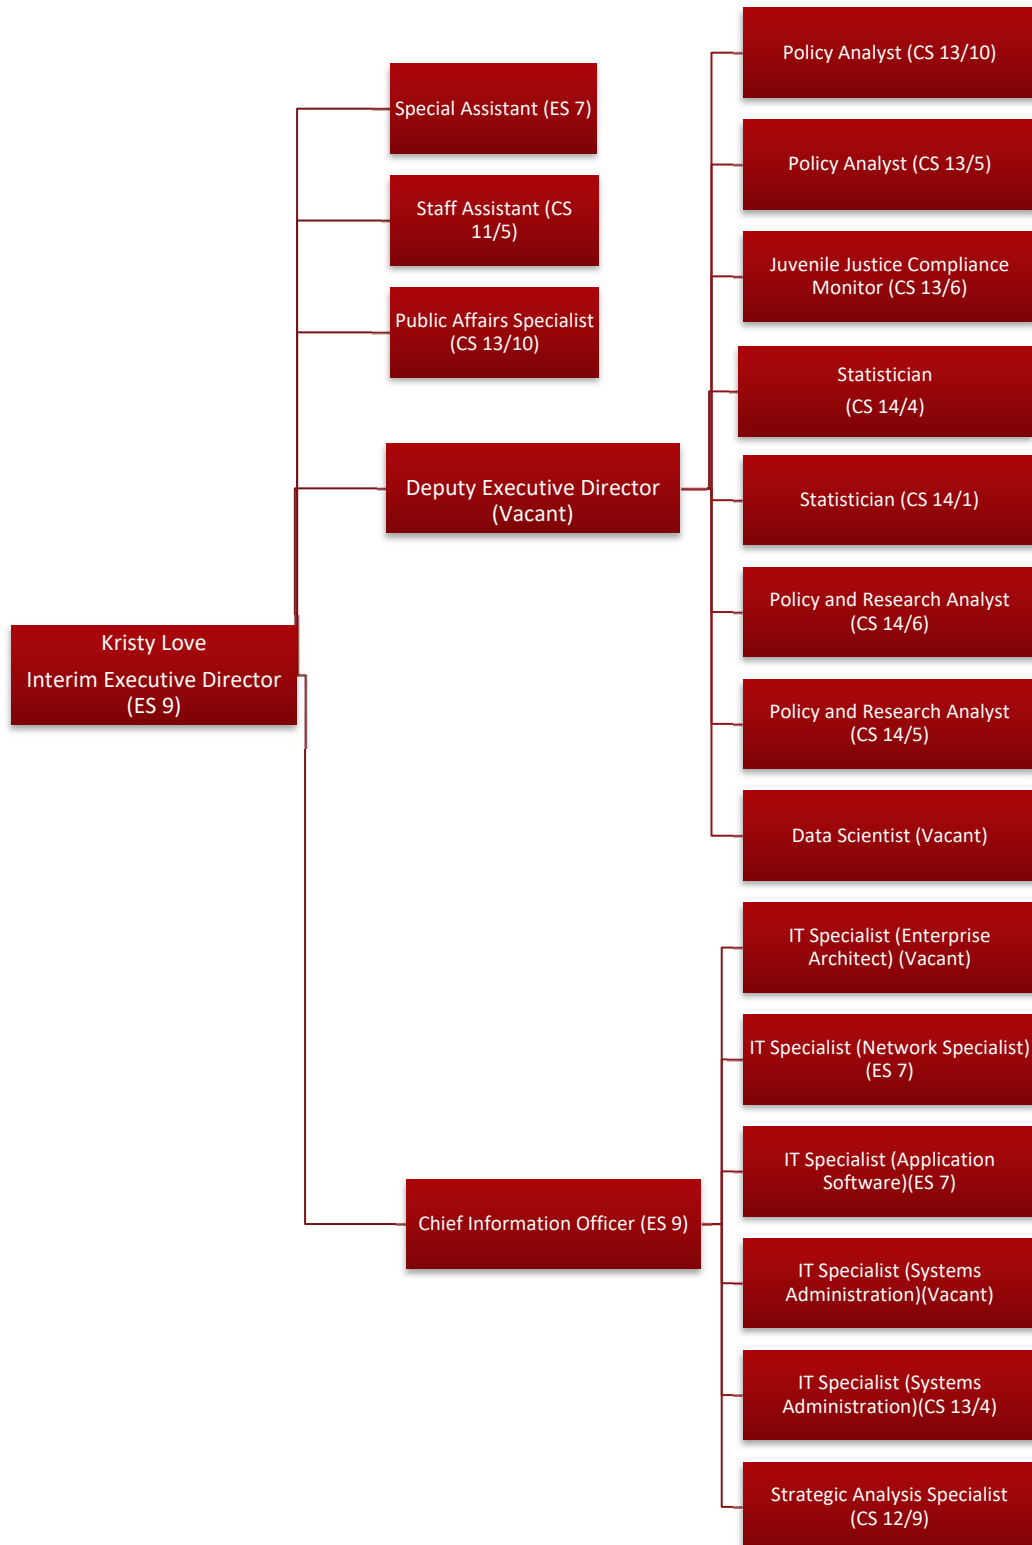 Kristy Love
Interim Executive Director
(ES 9)
Special Assistant (ES 7)
Staff Assistant (CS
11/5)
Public Affairs Specialist
(CS 13/10)
Deputy Executive Director
(Vacant)
Policy Analyst (CS 13/10)
Policy Analyst (CS 13/5)
Juvenile Justice Compliance
Monitor (CS 13/6)
Statistician
(CS 14/4)
Statistician (CS 14/1)
Policy and Research Analyst
(CS 14/6)
Policy and Research Analyst
(CS 14/5)
Data Scientist (Vacant)
Chief Information Officer (ES 9)
IT Specialist (Enterprise
Architect) (Vacant)
IT Specialist (Network Specialist)
(ES 7)
IT Specialist (Application
Software)(ES 7)
IT Specialist (Systems
Administration)(Vacant)
IT Specialist (Systems
Administration)(CS 13/4)
Strategic Analysis Specialist
(CS 12/9)